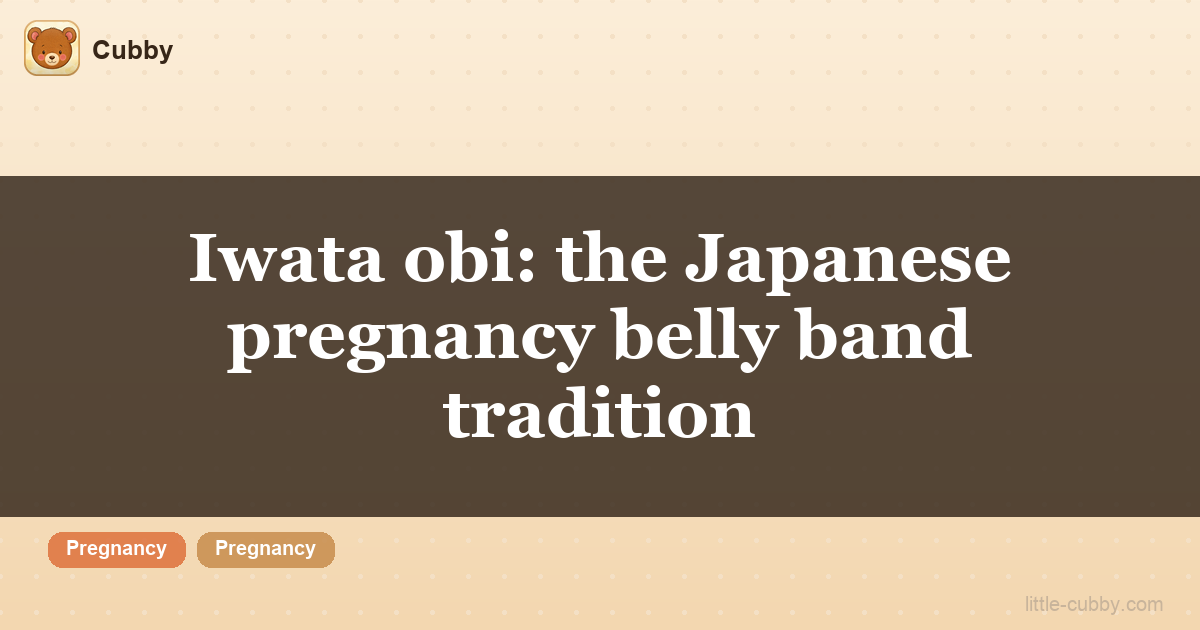 Cubby
Iwata obi: the Japanese
pregnancy belly band
tradition
Pregnancy
Pregnancy
little-cubby.com